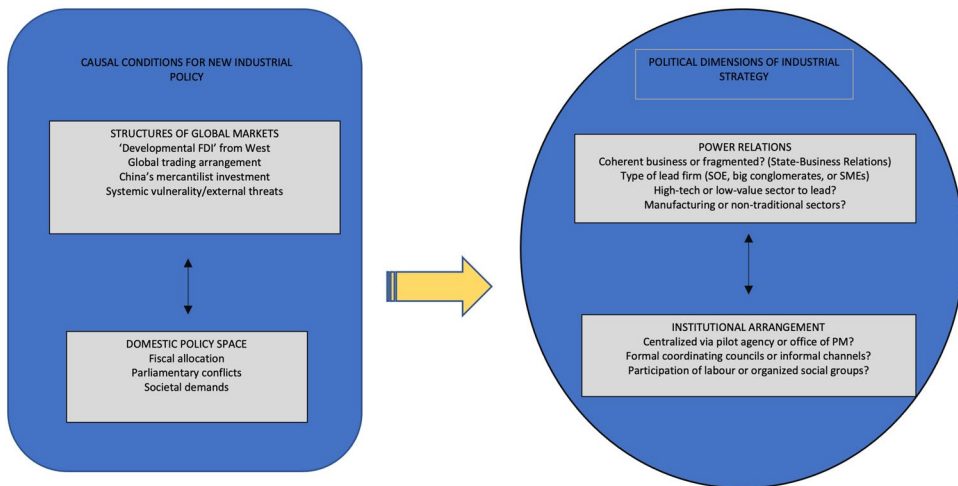 CAUSAL CONDITIONS FOR NEW INDUSTRIAL
POLICY
STRUCTURES OF GLOBAL MARKETS
‘Developmental FDI’ from West
Global trading arrangement
China’s mercantilist investment
Systemic vulnerality/external threats
DOMESTIC POLICY SPACE
Fiscal allocation
Parliamentary conflicts
Societal demands
POLITICAL DIMENSIONS OF INDUSTRIAL
STRATEGY
POWER RELATIONS
Coherent business or fragmented? (State-Business Relations)
Type of lead firm (SOE, big conglomerates, or SMEs)
High-tech or low-value sector to lead?
Manufacturing or non-traditional sectors?
INSTITUTIONAL ARRANGEMENT
Centralized via pilot agency or office of PM?
Formal coordinating councils or informal channels?
Participation of labour or organized social groups?